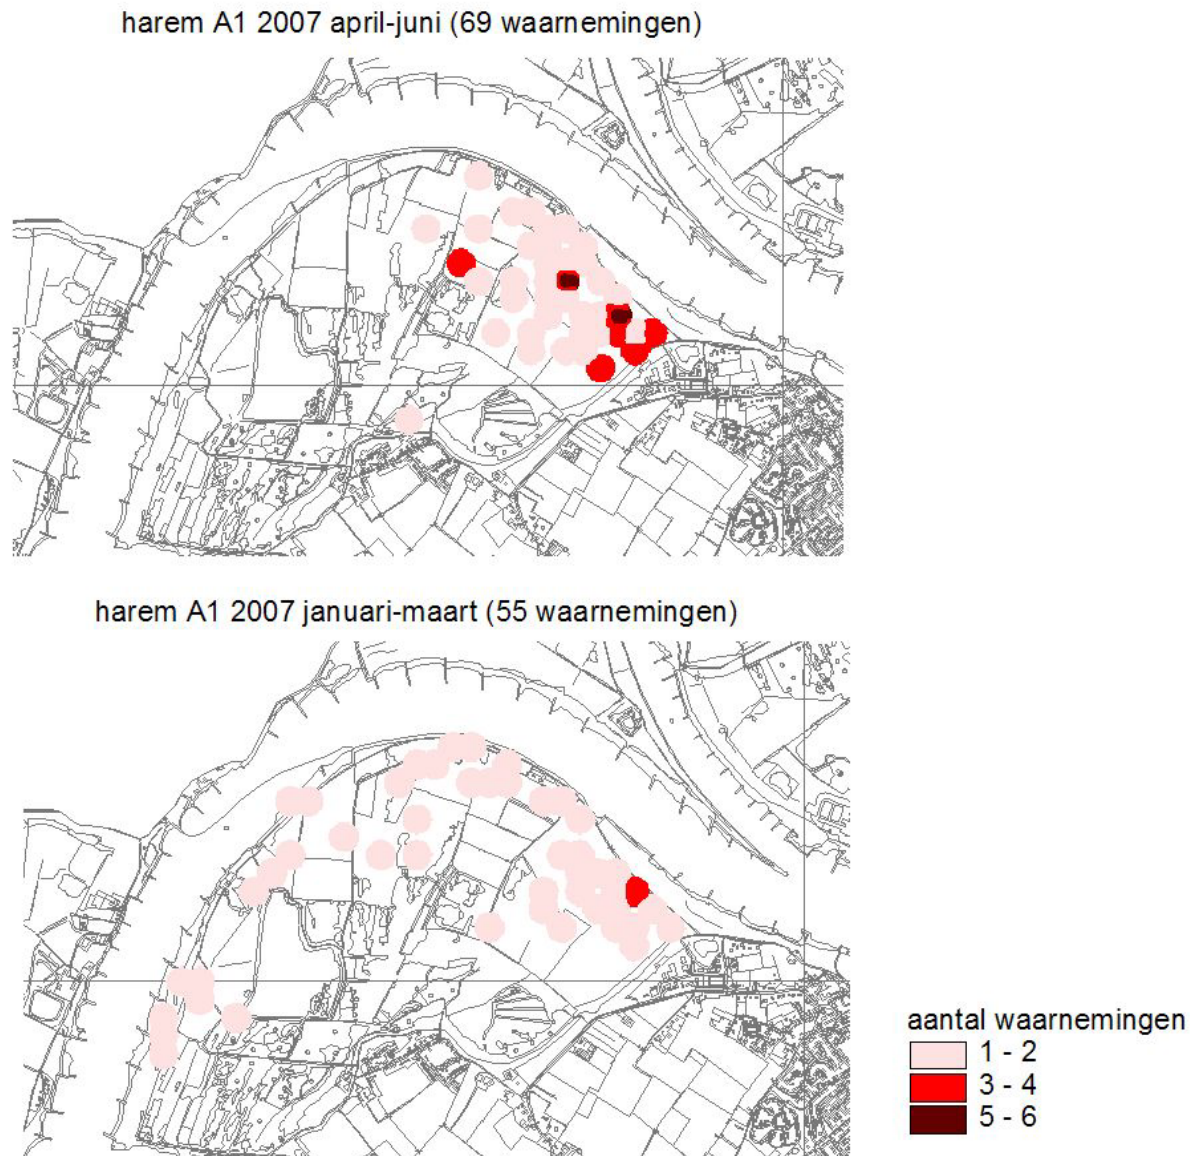 harem A1 2007 april-juni (69 waarnemingen)
harem A1 2007 januari-maart (55 waarnemingen)
aantal waarnemingen
1 - 2
3 - 4
5 - 6